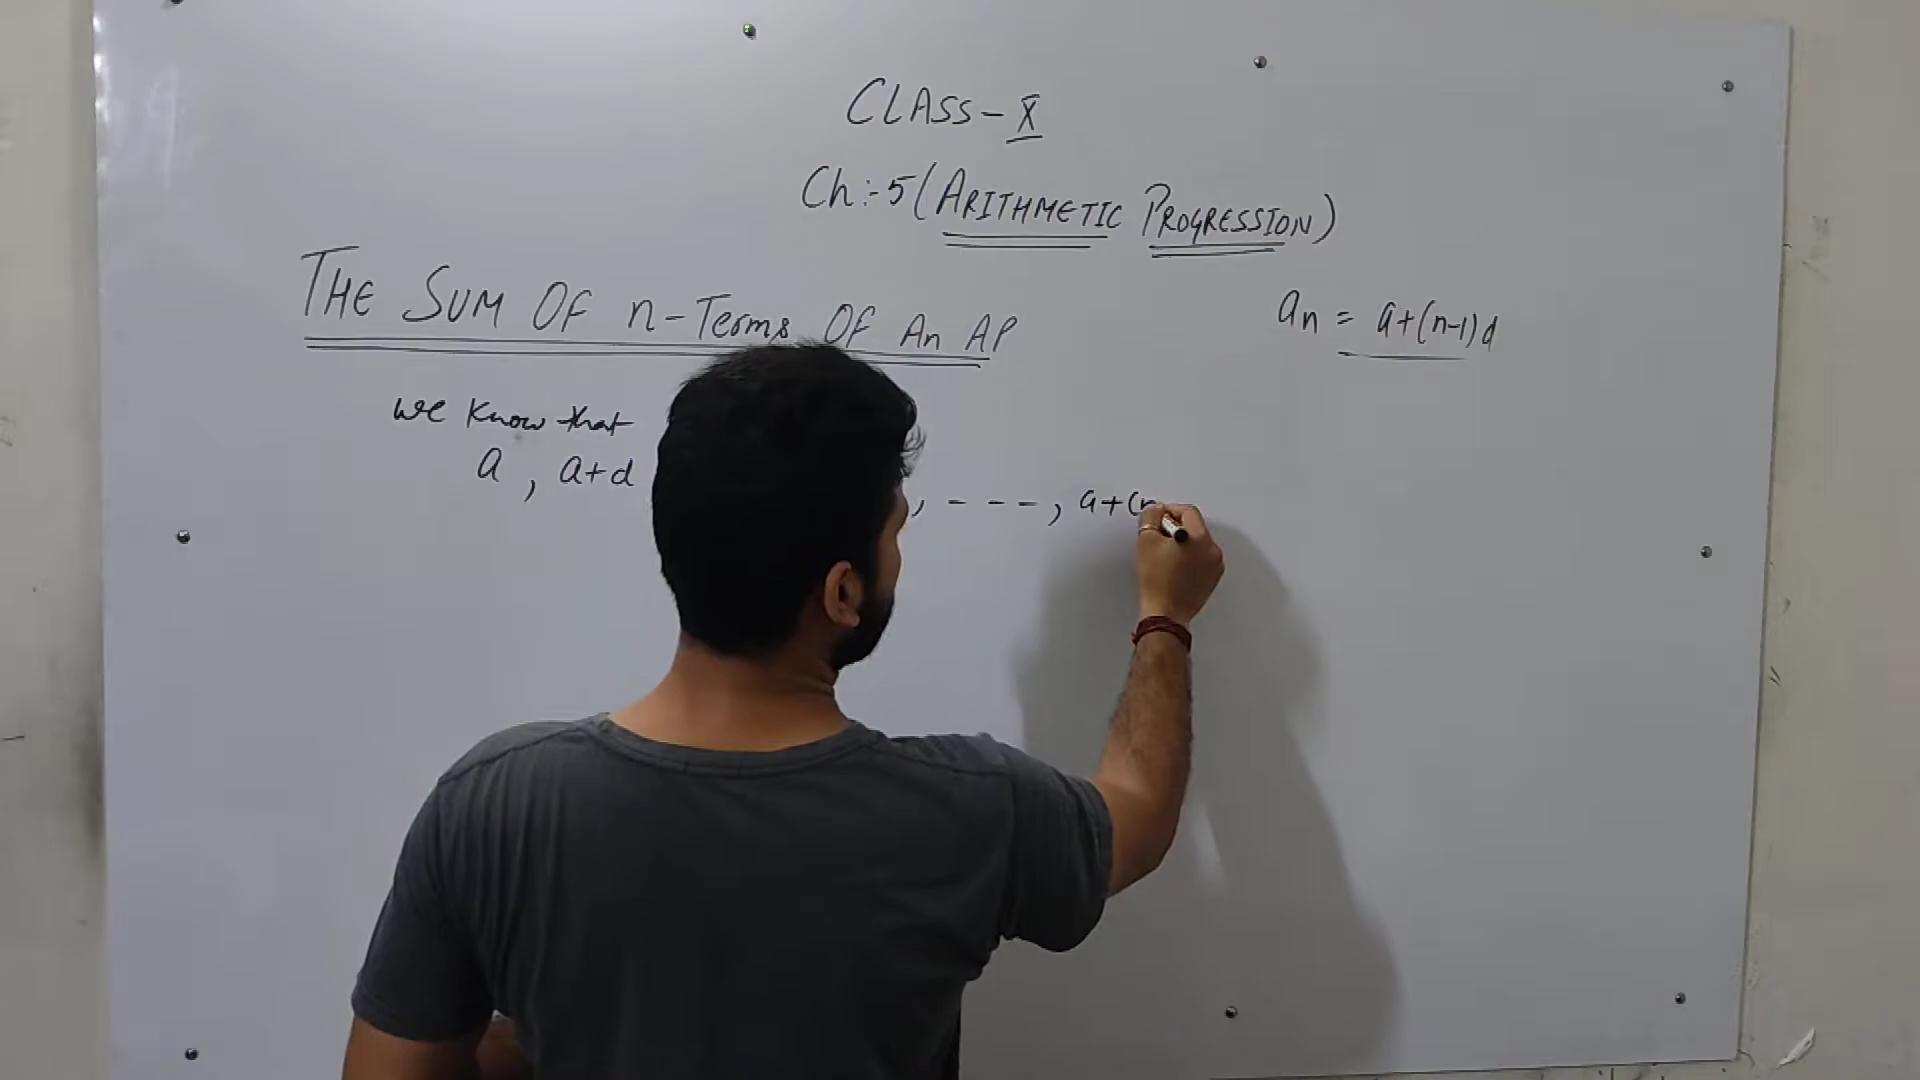 CLASS - X
Ch:- 5 (ARITHMETIC PROGRESSION)
THE SUM OF n-Terms OF An AP
an = a+(n-1)d
we know that
a, a+d , - - -, a+(n